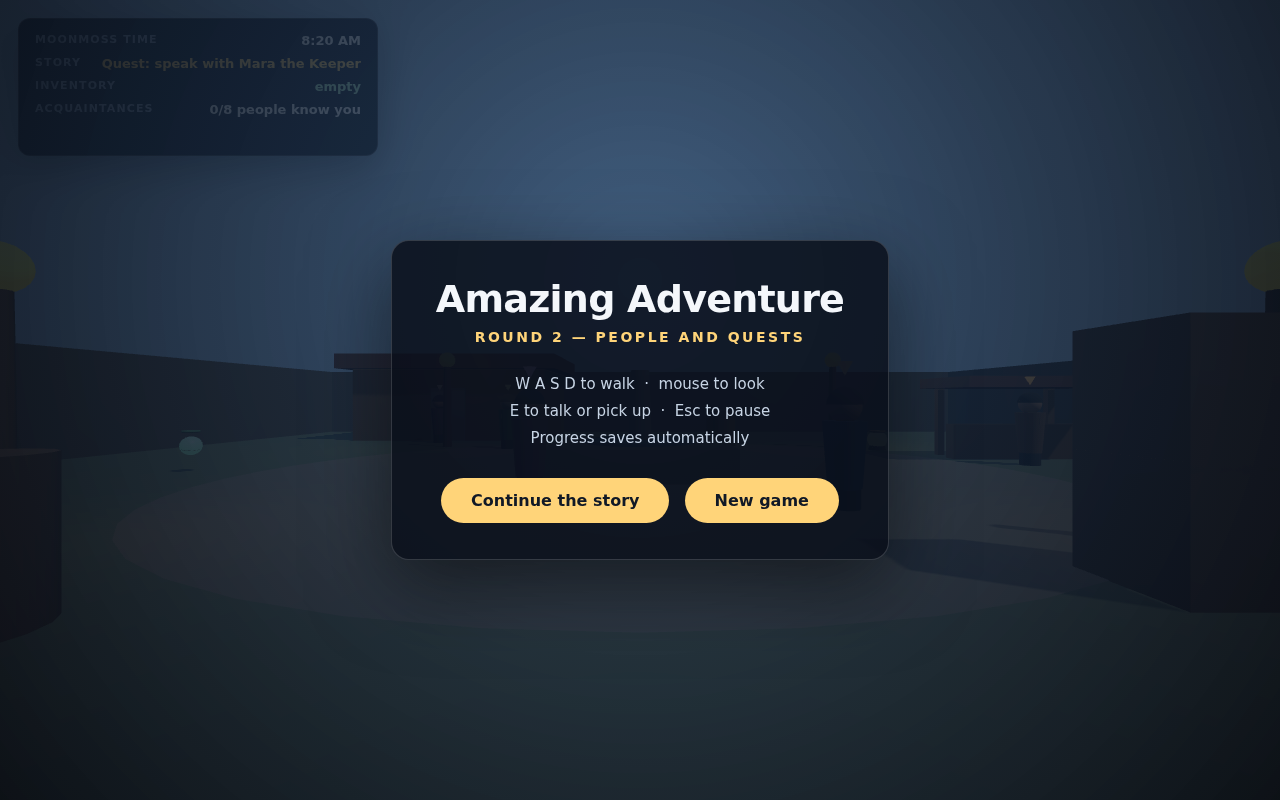 MOONMOSS TIME 8:20 AM
STORY Quest: speak with Mara the Keeper
INVENTORY empty
ACQUAINTANCES 0/8 people know you
Amazing Adventure
ROUND 2 — PEOPLE AND QUESTS
W A S D to walk · mouse to look
E to talk or pick up · Esc to pause
Progress saves automatically
Continue the story New game